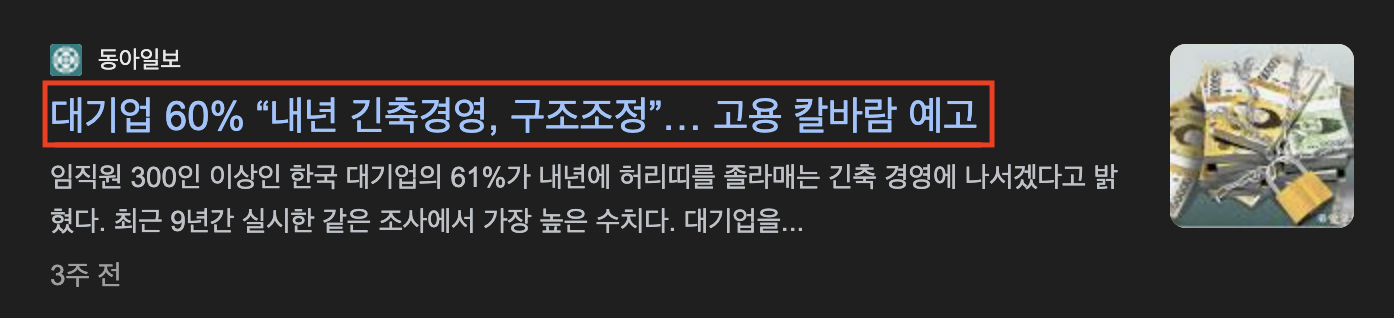 동아일보
대기업 60% “내년 긴축경영, 구조조정”… 고용 칼바람 예고
임직원 300인 이상인 한국 대기업의 61%가 내년에 허리띠를 졸라매는 긴축 경영에 나서겠다고 밝
혔다. 최근 9년간 실시한 같은 조사에서 가장 높은 수치다. 대기업을...
3주 전